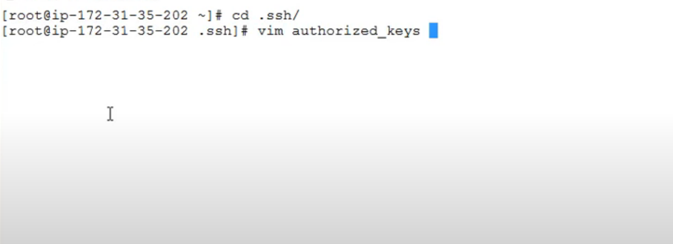 [root@ip-172-31-35-202 ~]# cd .ssh/
[root@ip-172-31-35-202 .ssh]# vim authorized_keys